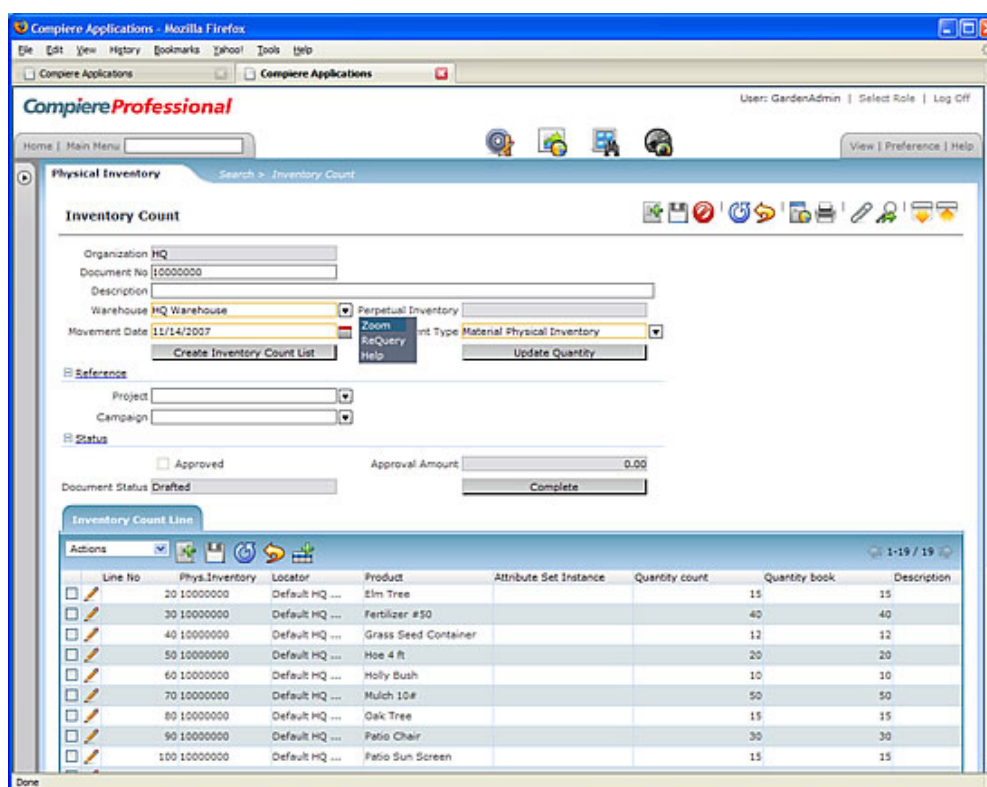 Compiere Applications - Mozilla Firefox
File Edit View History Bookmarks Yahoo! Tools Help
Compiere Applications Compiere Applications
CompiereProfessional
User: GardenAdmin | Select Role | Log Off
Home | Main Menu
View | Preference | Help
Physical Inventory Search > Inventory Count
Inventory Count
Organization HQ
Document No 10000000
Description
Warehouse HQ Warehouse Perpetual Inventory
Movement Date 11/14/2007 Zoom nt Type Material Physical Inventory
ReQuery
Create Inventory Count List Help Update Quantity
Reference
Project
Campaign
Status
Approved Approval Amount 0.00
Document Status Drafted Complete
Inventory Count Line
Actions 1-19 / 19
Line No Phys.Inventory Locator Product Attribute Set Instance Quantity count Quantity book Description
20 10000000 Default HQ ... Elm Tree 15 15
30 10000000 Default HQ ... Fertilizer #50 40 40
40 10000000 Default HQ ... Grass Seed Container 12 12
50 10000000 Default HQ ... Hoe 4 ft 20 20
60 10000000 Default HQ ... Holly Bush 10 10
70 10000000 Default HQ ... Mulch 10# 50 50
80 10000000 Default HQ ... Oak Tree 15 15
90 10000000 Default HQ ... Patio Chair 30 30
100 10000000 Default HQ ... Patio Sun Screen 15 15
Done